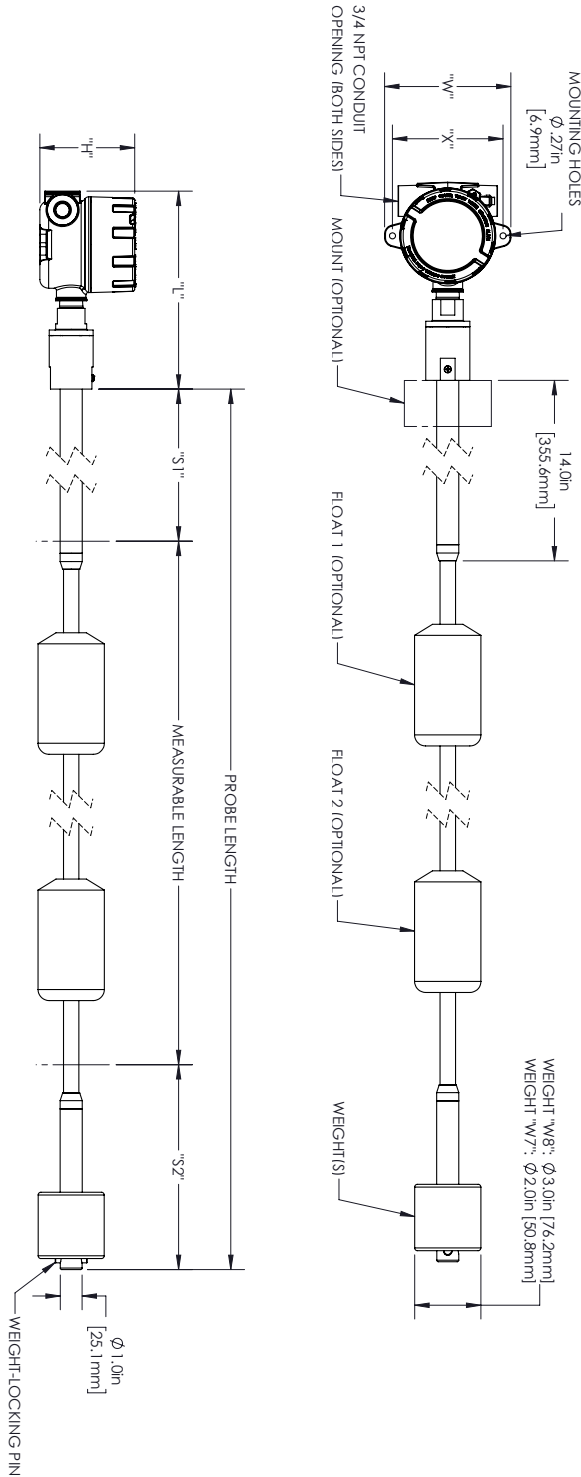 MOUNTING HOLES
Ø .27in
[6.9mm]
"W"
"X"
3/4 NPT CONDUIT
OPENING (BOTH SIDES)
MOUNT (OPTIONAL)
14.0in
[355.6mm]
FLOAT 1 (OPTIONAL)
FLOAT 2 (OPTIONAL)
WEIGHT(S)
WEIGHT "W8": Ø 3.0in [76.2mm]
WEIGHT "W7": Ø 2.0in [50.8mm]
"H"
"L"
"S1"
MEASURABLE LENGTH
PROBE LENGTH
"S2"
Ø 1.0in
[25.1mm]
WEIGHT-LOCKING PIN